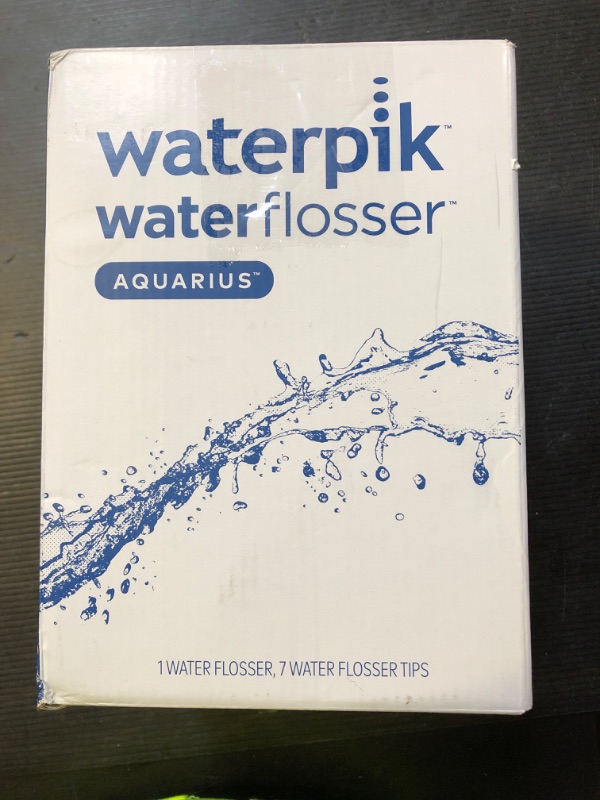 waterpik™
waterflosser™
AQUARIUS™
1 WATER FLOSSER, 7 WATER FLOSSER TIPS